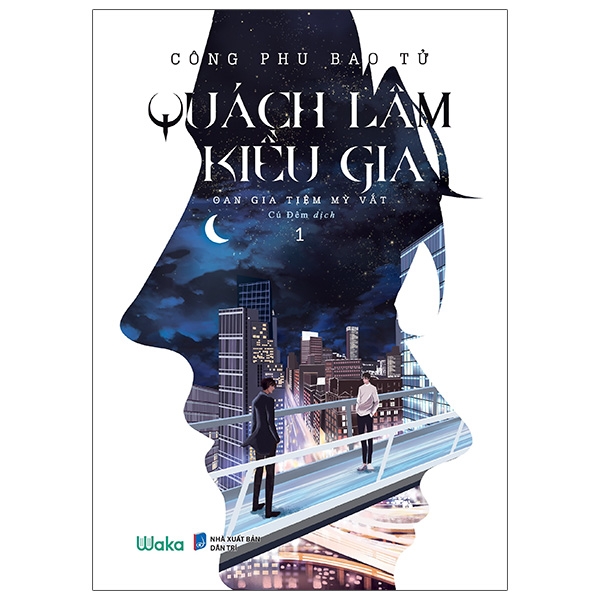 CÔNG PHU BAO TỬ
QUÁCH LÂM
KIỀU GIA
OAN GIA TIỆM MỲ VẮT
Củ Đêm dịch
1
Waka
NHÀ XUẤT BẢN
DÂN TRÍ